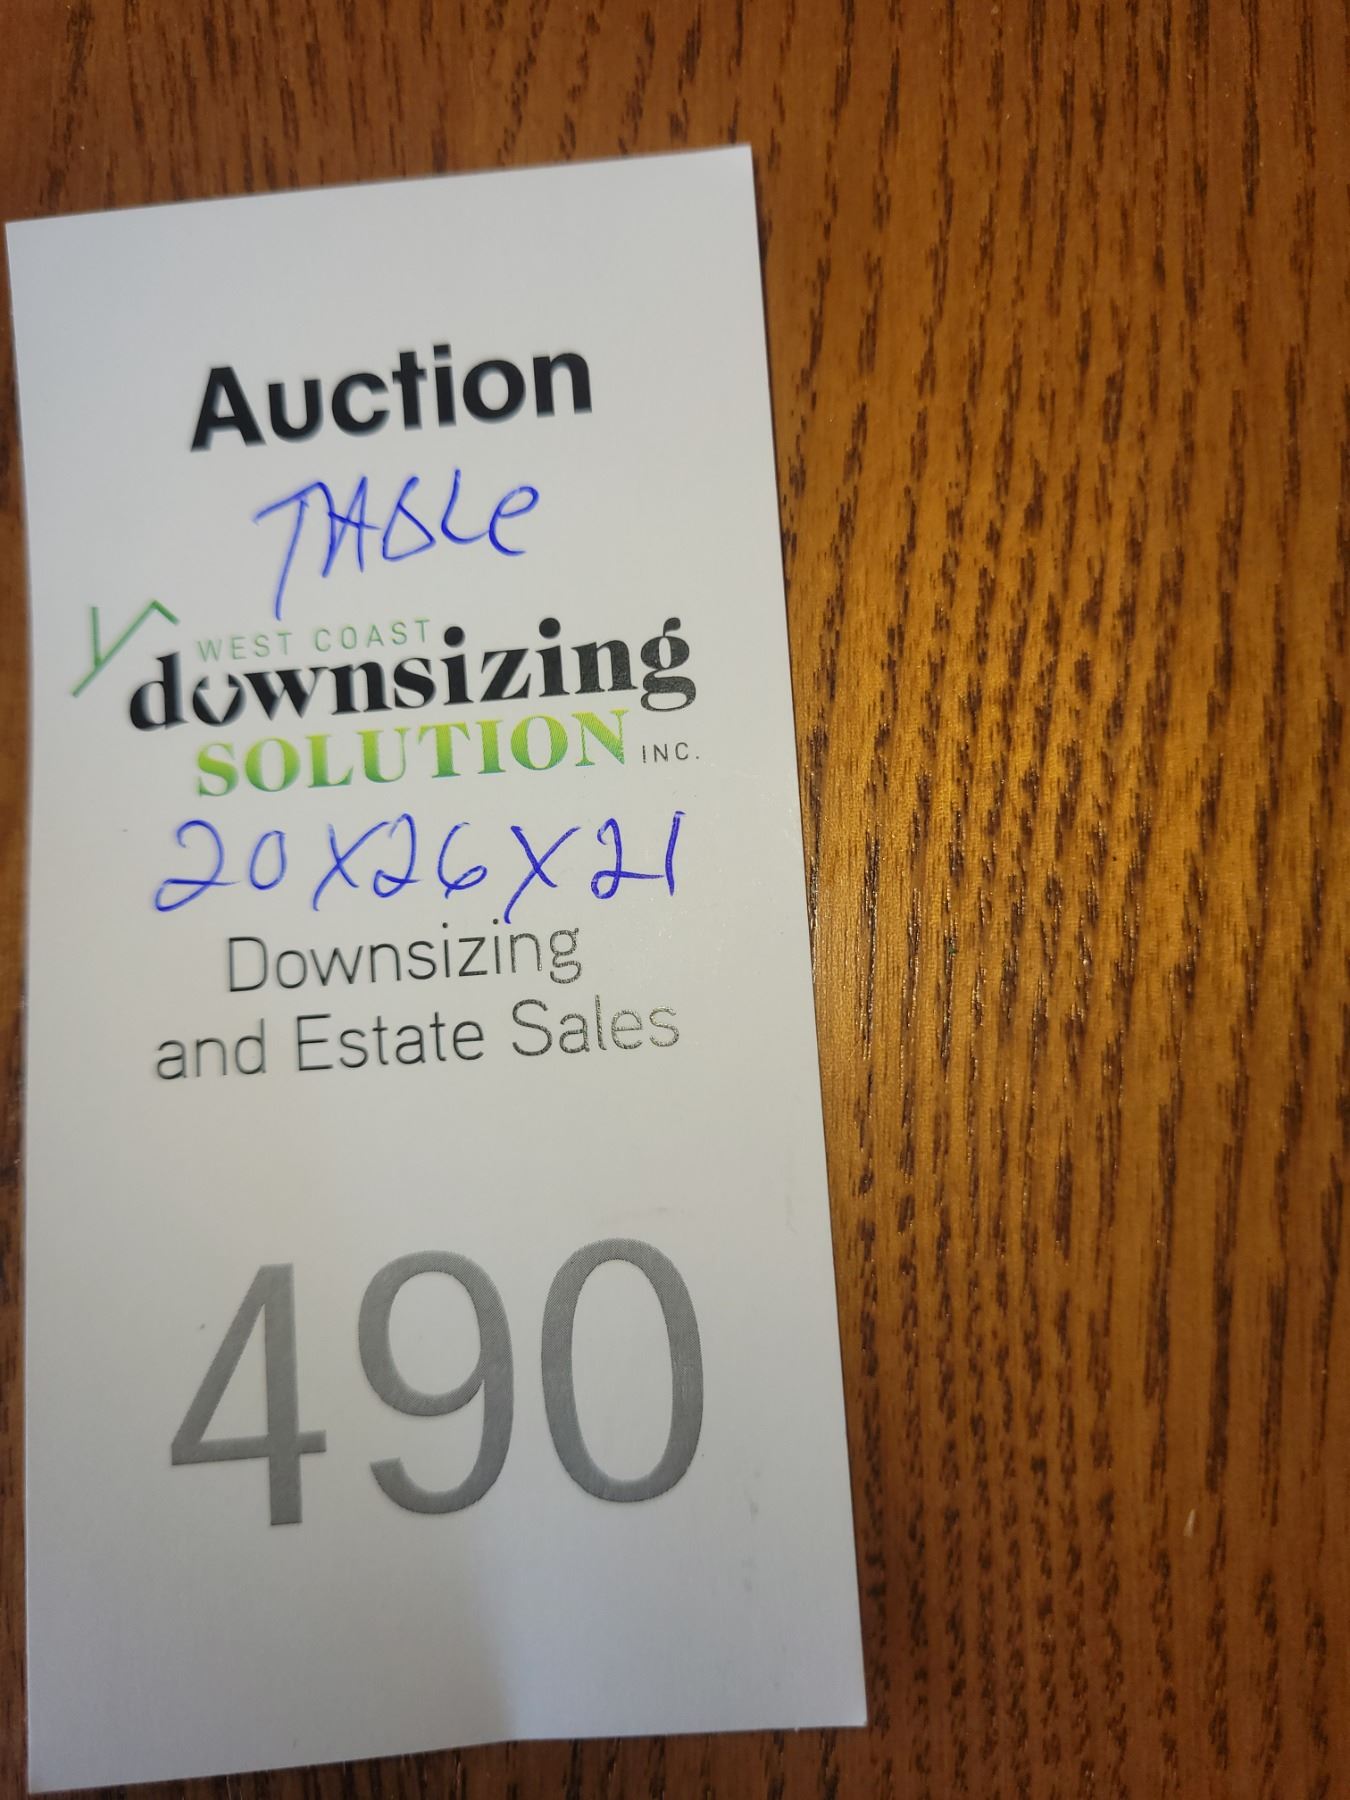 Auction
TABLe
WEST COAST
downsizing
SOLUTION INC.
20x26x21
Downsizing
and Estate Sales
490